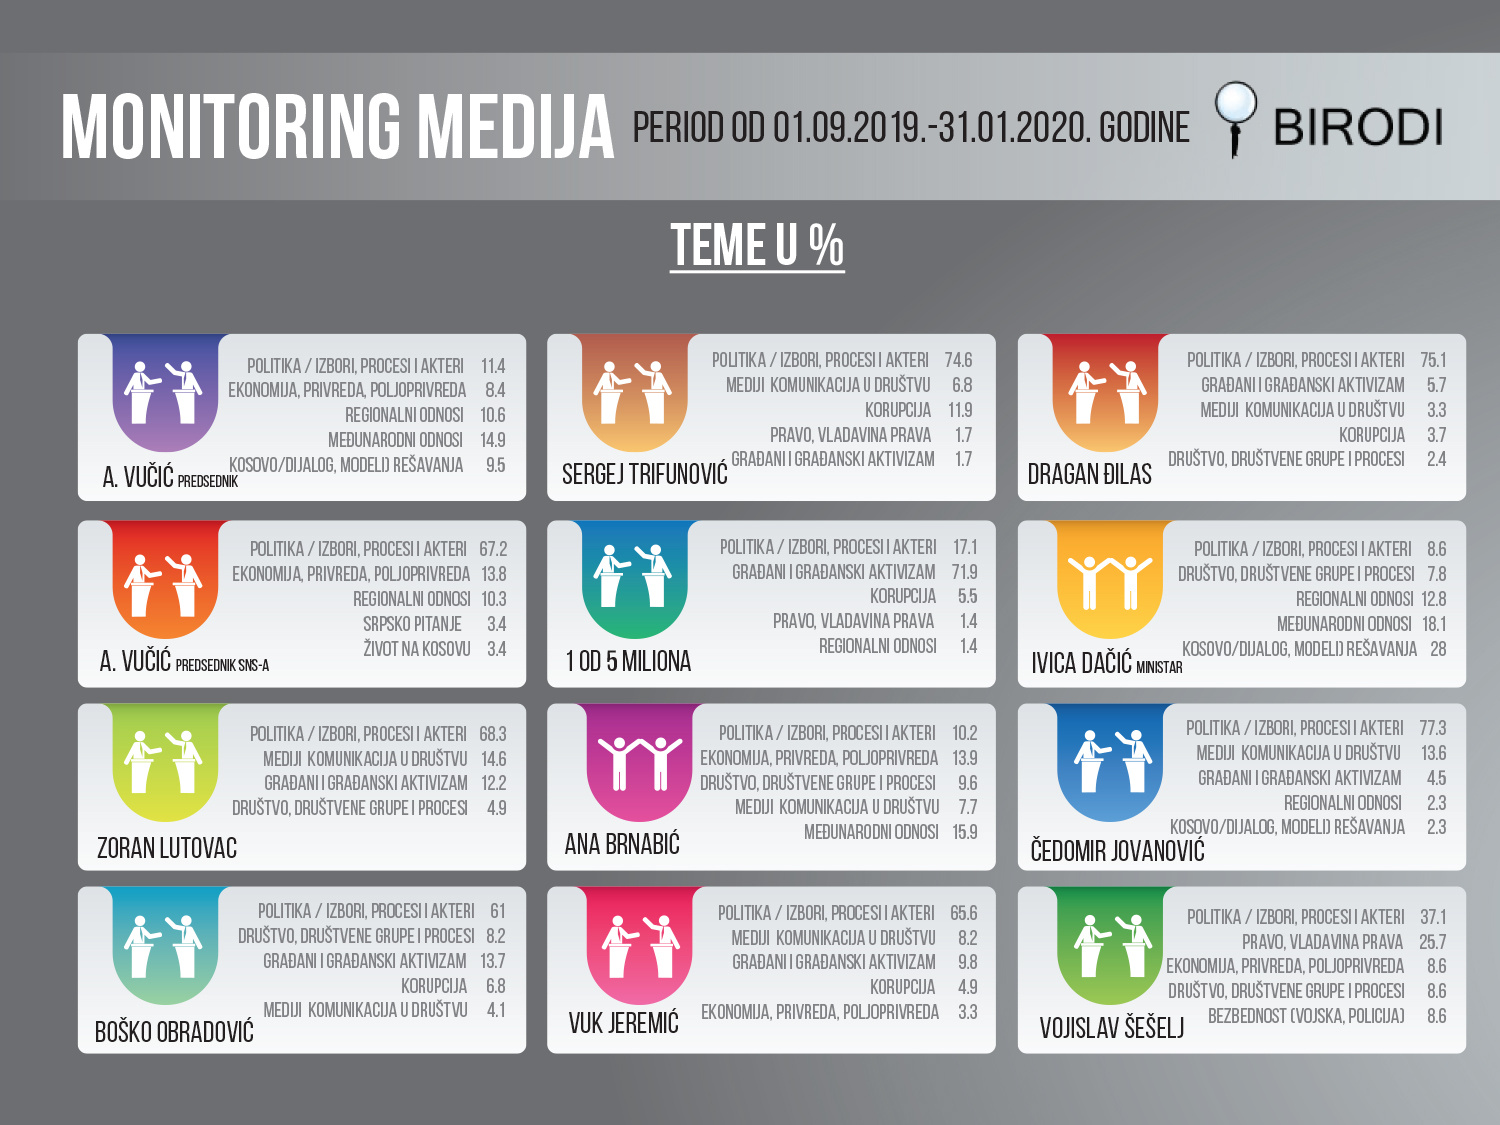 MONITORING MEDIJA PERIOD OD 01.09.2019.-31.01.2020. GODINE BIRODI
TEME U %
POLITIKA / IZBORI, PROCESI I AKTERI 11.4
EKONOMIJA, PRIVREDA, POLJOPRIVREDA 8.4
REGIONALNI ODNOSI 10.6
MEĐUNARODNI ODNOSI 14.9
KOSOVO/DIJALOG, MODELI) REŠAVANJA 9.5
A. VUČIĆ PREDSEDNIK
POLITIKA / IZBORI, PROCESI I AKTERI 74.6
MEDIJI KOMUNIKACIJA U DRUŠTVU 6.8
KORUPCIJA 11.9
PRAVO, VLADAVINA PRAVA 1.7
GRAĐANI I GRAĐANSKI AKTIVIZAM 1.7
SERGEJ TRIFUNOVIĆ
POLITIKA / IZBORI, PROCESI I AKTERI 75.1
GRAĐANI I GRAĐANSKI AKTIVIZAM 5.7
MEDIJI KOMUNIKACIJA U DRUŠTVU 3.3
KORUPCIJA 3.7
DRUŠTVO, DRUŠTVENE GRUPE I PROCESI 2.4
DRAGAN ĐILAS
POLITIKA / IZBORI, PROCESI I AKTERI 67.2
EKONOMIJA, PRIVREDA, POLJOPRIVREDA 13.8
REGIONALNI ODNOSI 10.3
SRPSKO PITANJE 3.4
ŽIVOT NA KOSOVU 3.4
A. VUČIĆ PREDSEDNIK SNS-A
POLITIKA / IZBORI, PROCESI I AKTERI 17.1
GRAĐANI I GRAĐANSKI AKTIVIZAM 71.9
KORUPCIJA 5.5
PRAVO, VLADAVINA PRAVA 1.4
REGIONALNI ODNOSI 1.4
1 OD 5 MILIONA
POLITIKA / IZBORI, PROCESI I AKTERI 8.6
DRUŠTVO, DRUŠTVENE GRUPE I PROCESI 7.8
REGIONALNI ODNOSI 12.8
MEĐUNARODNI ODNOSI 18.1
KOSOVO/DIJALOG, MODELI) REŠAVANJA 28
IVICA DAČIĆ MINISTAR
POLITIKA / IZBORI, PROCESI I AKTERI 68.3
MEDIJI KOMUNIKACIJA U DRUŠTVU 14.6
GRAĐANI I GRAĐANSKI AKTIVIZAM 12.2
DRUŠTVO, DRUŠTVENE GRUPE I PROCESI 4.9
ZORAN LUTOVAC
POLITIKA / IZBORI, PROCESI I AKTERI 10.2
EKONOMIJA, PRIVREDA, POLJOPRIVREDA 13.9
DRUŠTVO, DRUŠTVENE GRUPE I PROCESI 9.6
MEDIJI KOMUNIKACIJA U DRUŠTVU 7.7
MEĐUNARODNI ODNOSI 15.9
ANA BRNABIĆ
POLITIKA / IZBORI, PROCESI I AKTERI 77.3
MEDIJI KOMUNIKACIJA U DRUŠTVU 13.6
GRAĐANI I GRAĐANSKI AKTIVIZAM 4.5
REGIONALNI ODNOSI 2.3
KOSOVO/DIJALOG, MODELI) REŠAVANJA 2.3
ČEDOMIR JOVANOVIĆ
POLITIKA / IZBORI, PROCESI I AKTERI 61
DRUŠTVO, DRUŠTVENE GRUPE I PROCESI 8.2
GRAĐANI I GRAĐANSKI AKTIVIZAM 13.7
KORUPCIJA 6.8
MEDIJI KOMUNIKACIJA U DRUŠTVU 4.1
BOŠKO OBRADOVIĆ
POLITIKA / IZBORI, PROCESI I AKTERI 65.6
MEDIJI KOMUNIKACIJA U DRUŠTVU 8.2
GRAĐANI I GRAĐANSKI AKTIVIZAM 9.8
KORUPCIJA 4.9
EKONOMIJA, PRIVREDA, POLJOPRIVREDA 3.3
VUK JEREMIĆ
POLITIKA / IZBORI, PROCESI I AKTERI 37.1
PRAVO, VLADAVINA PRAVA 25.7
EKONOMIJA, PRIVREDA, POLJOPRIVREDA 8.6
DRUŠTVO, DRUŠTVENE GRUPE I PROCESI 8.6
BEZBEDNOST (VOJSKA, POLICIJA) 8.6
VOJISLAV ŠEŠELJ